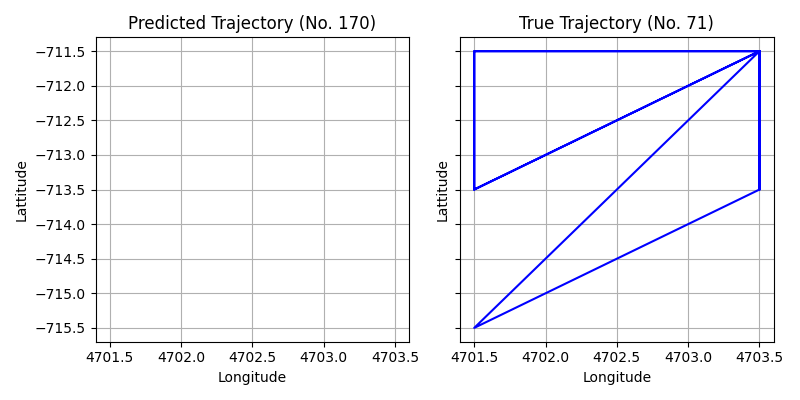 Predicted Trajectory (No. 170)
True Trajectory (No. 71)
Lattitude
−711.5
−712.0
−712.5
−713.0
−713.5
−714.0
−714.5
−715.0
−715.5
4701.5 4702.0 4702.5 4703.0 4703.5
Longitude
Lattitude
4701.5 4702.0 4702.5 4703.0 4703.5
Longitude